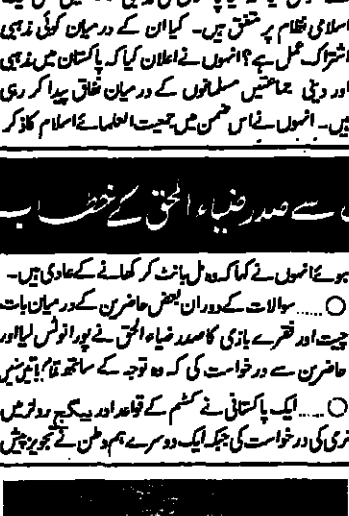 اسلامی نظام پر متفق ہیں۔ کیا ان کے درمیان کوئی مذہبی
اشتراک عمل ہے؟ انہوں نے اعلان کیا کہ پاکستان میں مذہبی
اور دینی جماعتیں مسلمانوں کے درمیان نفاق پیدا کر رہی
ہیں۔ انہوں نے اس ضمن میں جمعیت العلمائے اسلام کا ذکر
سے صدر ضیاء الحق کے خطاب
ہوئے انہوں نے کہا کہ وہ مل بانٹ کر کھانے کے عادی ہیں۔
○..... سوالات کے دوران بعض حاضرین کے درمیان بات
چیت اور فقرے بازی کا صدر ضیاء الحق نے پورا نوٹس لیا اور
حاضرین سے درخواست کی کہ وہ توجہ کے ساتھ تمام باتیں سنیں
○..... ایک پاکستانی نے کسٹم کے قواعد اور بیگیج رولز میں
نری کی درخواست کی جبکہ ایک دوسرے ہم وطن نے تجویز پیش